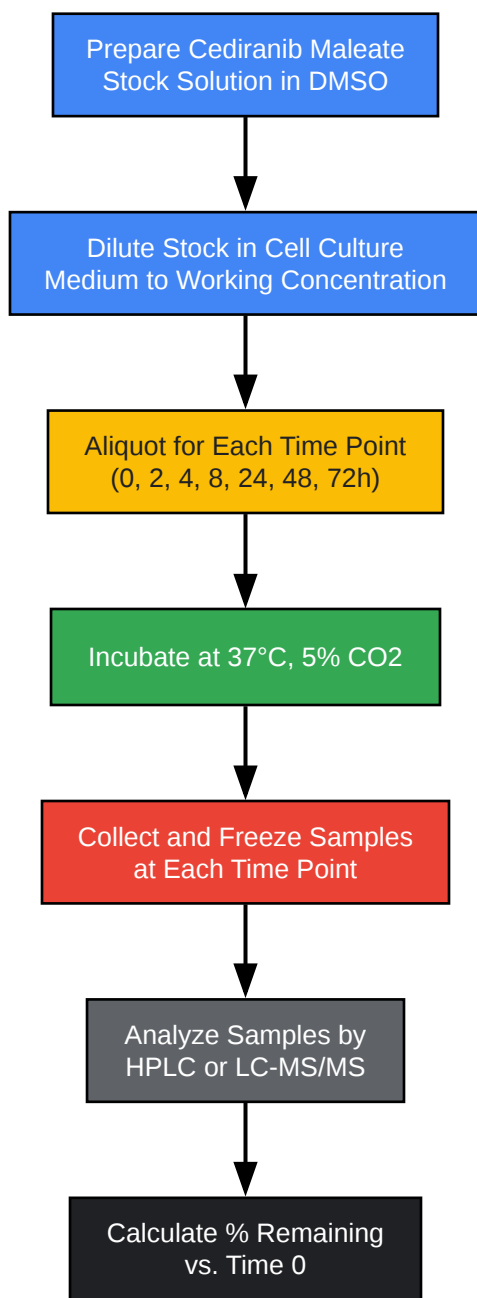 Prepare Cediranib Maleate
Stock Solution in DMSO
Dilute Stock in Cell Culture
Medium to Working Concentration
Aliquot for Each Time Point
(0, 2, 4, 8, 24, 48, 72h)
Incubate at 37°C, 5% CO2
Collect and Freeze Samples
at Each Time Point
Analyze Samples by
HPLC or LC-MS/MS
Calculate % Remaining
vs. Time 0